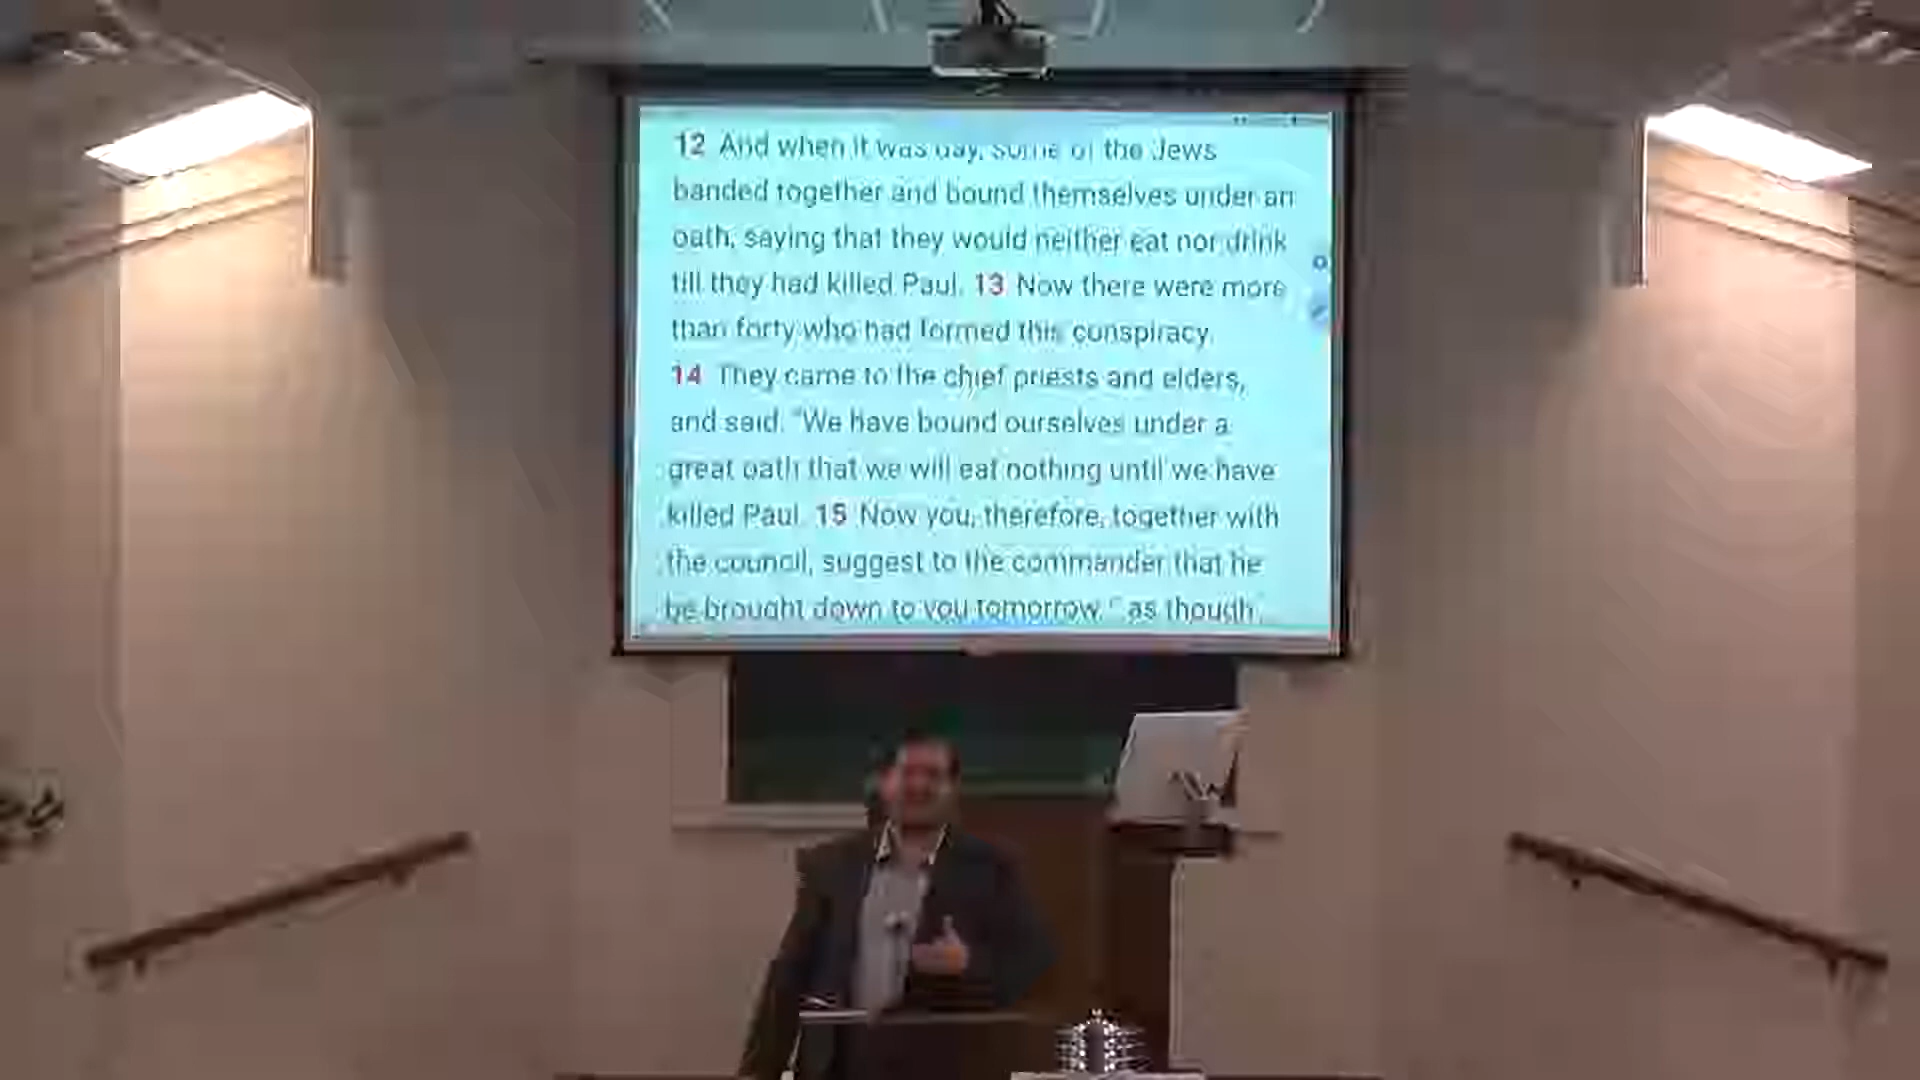 12 And when it was day, some of the Jews
banded together and bound themselves under an
oath, saying that they would neither eat nor drink
till they had killed Paul. 13 Now there were more
than forty who had formed this conspiracy.
14 They came to the chief priests and elders,
and said, "We have bound ourselves under a
great oath that we will eat nothing until we have
killed Paul. 15 Now you, therefore, together with
the council, suggest to the commander that he
be brought down to you tomorrow," as though